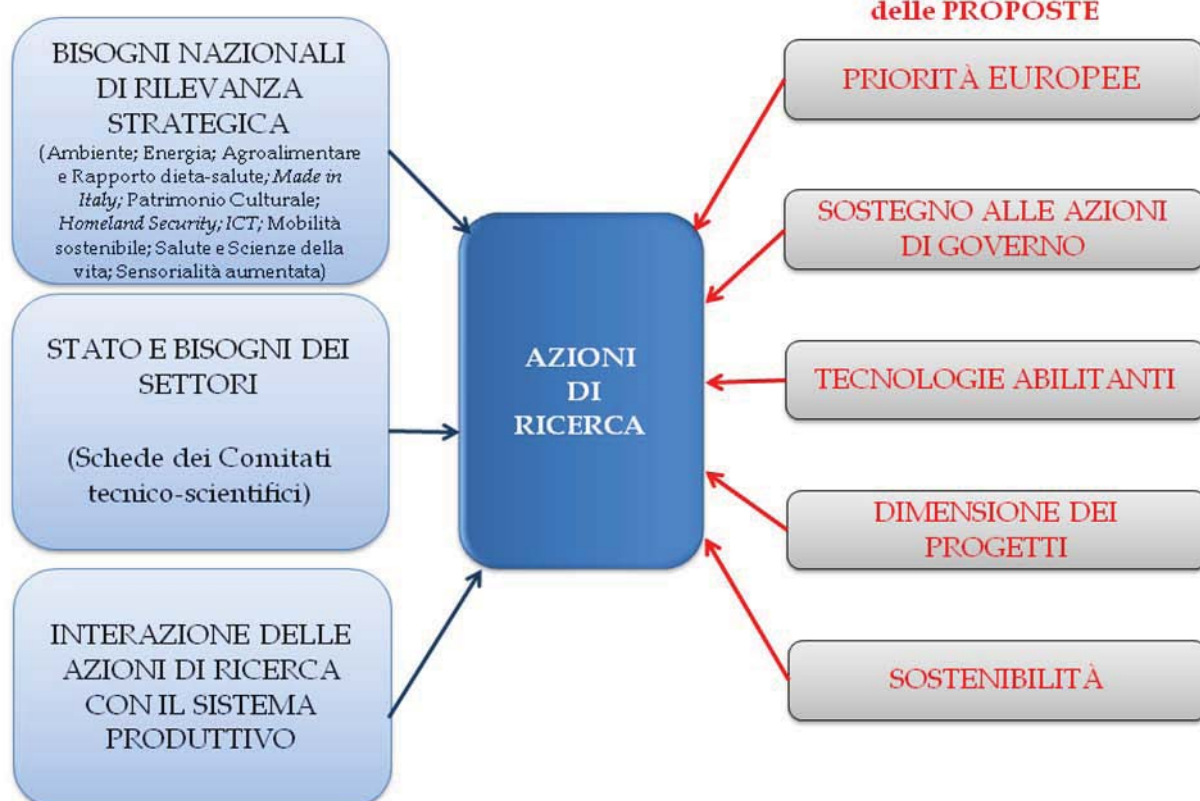 BISOGNI NAZIONALI
DI RILEVANZA
STRATEGICA
(Ambiente; Energia; Agroalimentare
e Rapporto dieta-salute; Made in
Italy; Patrimonio Culturale;
Homeland Security; ICT; Mobilità
sostenibile; Salute e Scienze della
vita; Sensorialità aumentata)
STATO E BISOGNI DEI
SETTORI
(Schede dei Comitati
tecnico-scientifici)
INTERAZIONE DELLE
AZIONI DI RICERCA
CON IL SISTEMA
PRODUTTIVO
AZIONI
DI
RICERCA
delle PROPOSTE
PRIORITÀ EUROPEE
SOSTEGNO ALLE AZIONI
DI GOVERNO
TECNOLOGIE ABILITANTI
DIMENSIONE DEI
PROGETTI
SOSTENIBILITÀ